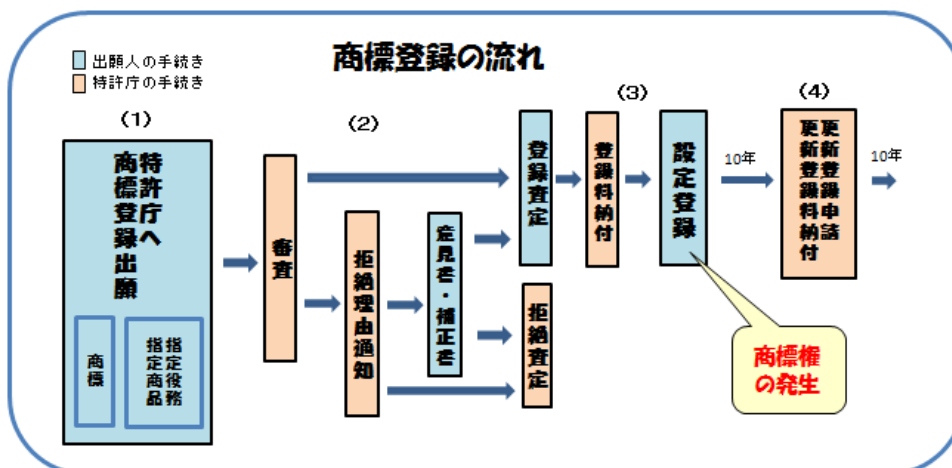 商標登録の流れ
出願人の手続き
特許庁の手続き
(1)
(2)
(3)
(4)
特許庁へ
商標登録出願
商標
指定役務
指定商品
審査
拒絶理由通知
意見書・補正書
登録査定
拒絶査定
登録料納付
設定登録
10年
更新登録申請
更新登録料納付
10年
商標権
の発生